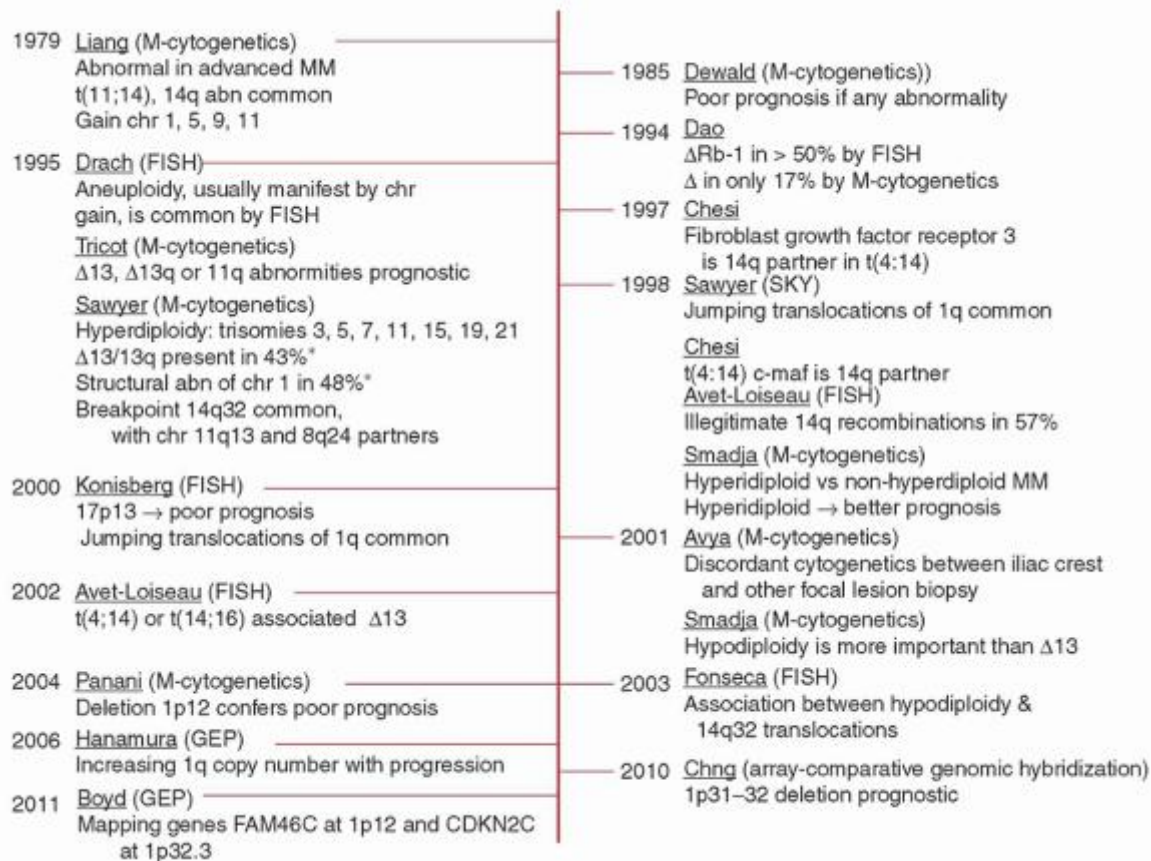 1979 Liang (M-cytogenetics)
Abnormal in advanced MM
t(11;14), 14q abn common
Gain chr 1, 5, 9, 11
1995 Drach (FISH)
Aneuploidy, usually manifest by chr
gain, is common by FISH
Tricot (M-cytogenetics)
Δ13, Δ13q or 11q abnormities prognostic
Sawyer (M-cytogenetics)
Hyperdiploidy: trisomies 3, 5, 7, 11, 15, 19, 21
Δ13/13q present in 43%*
Structural abn of chr 1 in 48%*
Breakpoint 14q32 common,
with chr 11q13 and 8q24 partners
2000 Konisberg (FISH)
17p13 → poor prognosis
Jumping translocations of 1q common
2002 Avet-Loiseau (FISH)
t(4;14) or t(14;16) associated Δ13
2004 Panani (M-cytogenetics)
Deletion 1p12 confers poor prognosis
2006 Hanamura (GEP)
Increasing 1q copy number with progression
2011 Boyd (GEP)
Mapping genes FAM46C at 1p12 and CDKN2C
at 1p32.3
1985 Dewald (M-cytogenetics))
Poor prognosis if any abnormality
1994 Dao
ΔRb-1 in > 50% by FISH
Δ in only 17% by M-cytogenetics
1997 Chesi
Fibroblast growth factor receptor 3
is 14q partner in t(4:14)
1998 Sawyer (SKY)
Jumping translocations of 1q common
Chesi
t(4:14) c-maf is 14q partner
Avet-Loiseau (FISH)
Illegitimate 14q recombinations in 57%
Smadja (M-cytogenetics)
Hyperidiploid vs non-hyperdiploid MM
Hyperidiploid → better prognosis
2001 Avya (M-cytogenetics)
Discordant cytogenetics between iliac crest
and other focal lesion biopsy
Smadja (M-cytogenetics)
Hypodiploidy is more important than Δ13
2003 Fonseca (FISH)
Association between hypodiploidy &
14q32 translocations
2010 Chng (array-comparative genomic hybridization)
1p31–32 deletion prognostic